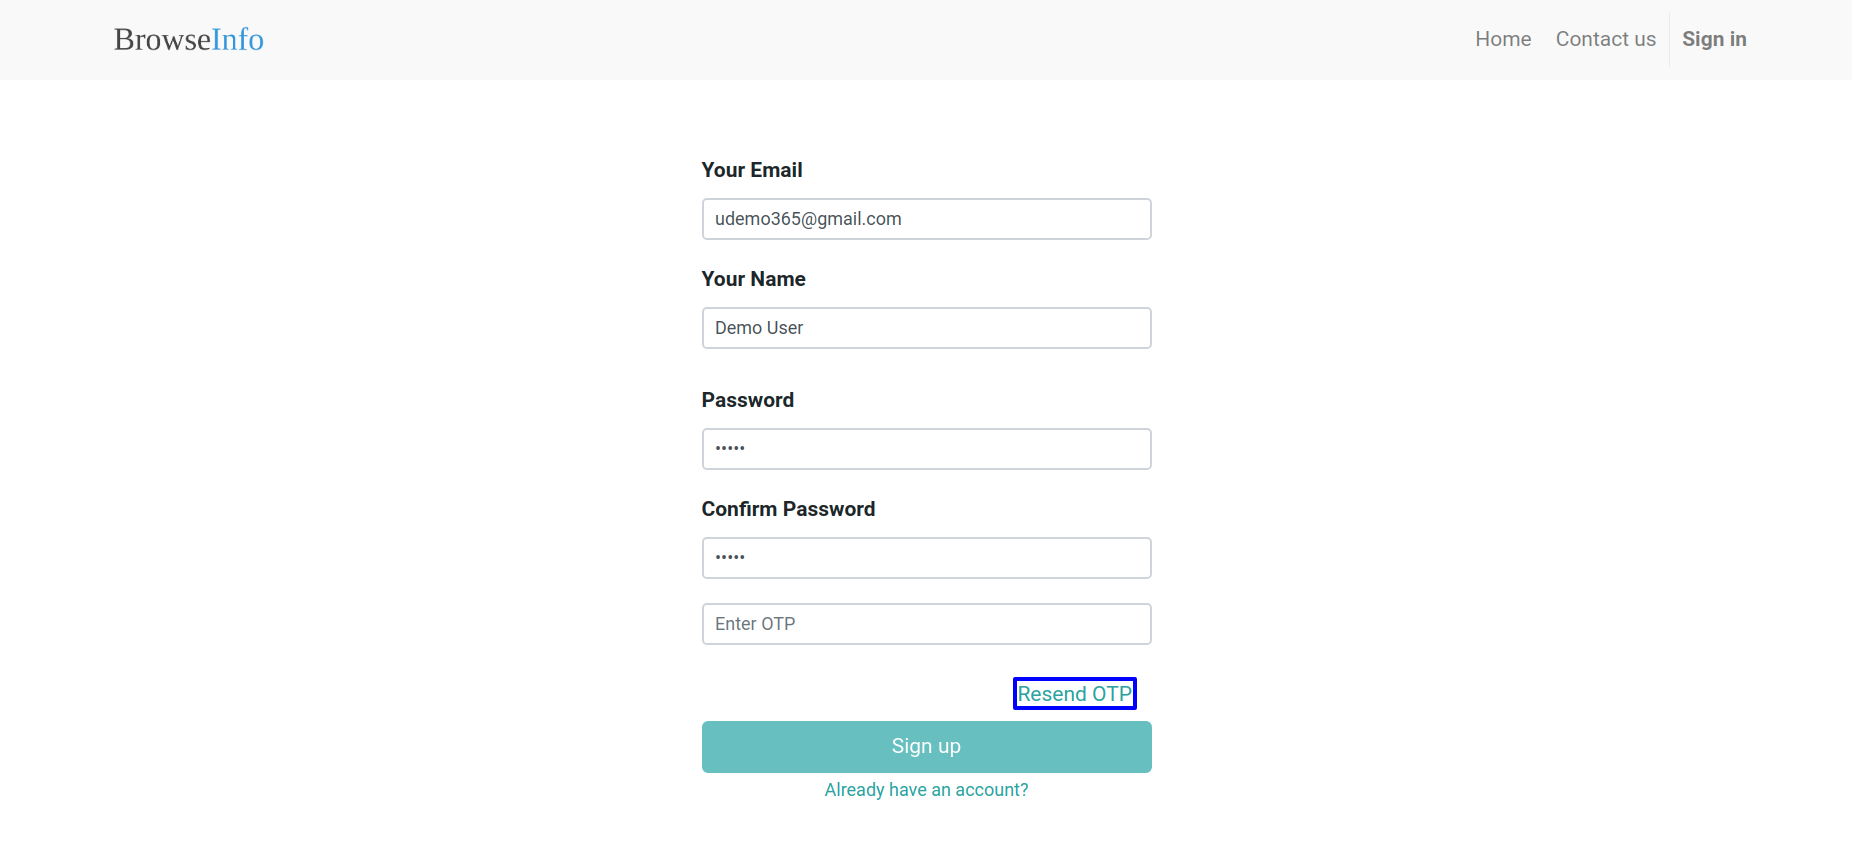 BrowseInfo
Home Contact us Sign in
Your Email
udemo365@gmail.com
Your Name
Demo User
Password
•••••
Confirm Password
•••••
Enter OTP
Resend OTP
Sign up
Already have an account?